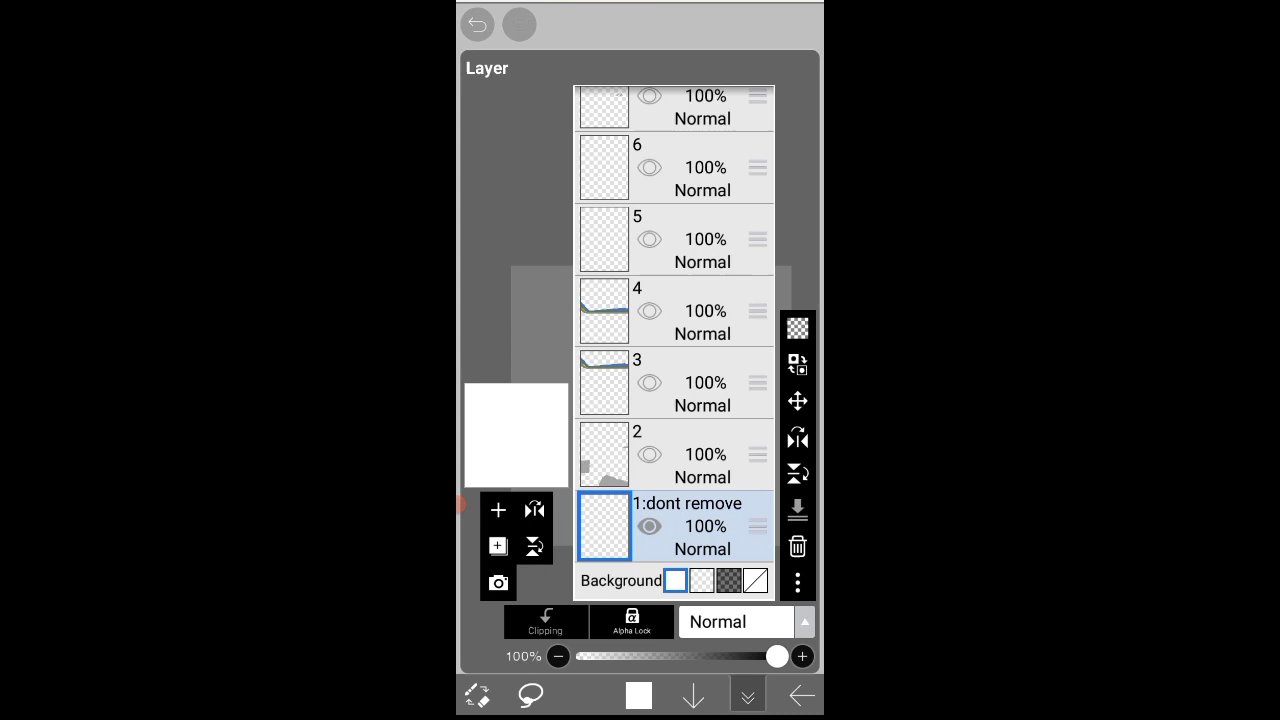 Layer
100%
Normal
6
100%
Normal
5
100%
Normal
4
100%
Normal
3
100%
Normal
2
100%
Normal
1:dont remove
100%
Normal
Background
Clipping
α
Alpha Lock
Normal
100%